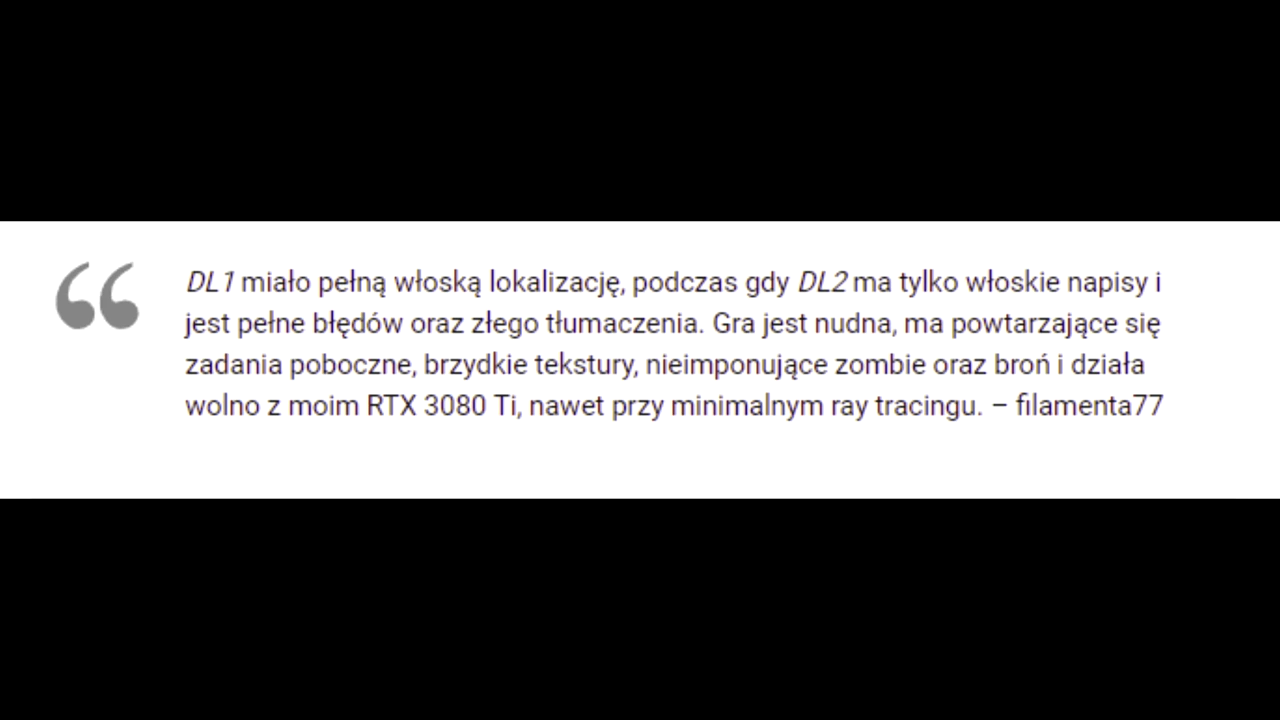 DL1 miało pełną włoską lokalizację, podczas gdy DL2 ma tylko włoskie napisy i
jest pełne błędów oraz złego tłumaczenia. Gra jest nudna, ma powtarzające się
zadania poboczne, brzydkie tekstury, nieimponujące zombie oraz broń i działa
wolno z moim RTX 3080 Ti, nawet przy minimalnym ray tracingu. – filamenta77